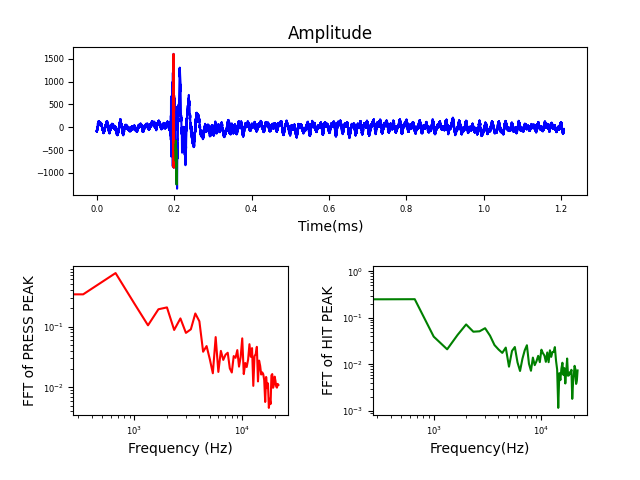 Amplitude
1500
1000
500
0
−500
−1000
0.0 0.2 0.4 0.6 0.8 1.0 1.2
Time(ms)
FFT of PRESS PEAK
10⁻¹
10⁻²
10³ 10⁴
Frequency (Hz)
FFT of HIT PEAK
10⁰
10⁻¹
10⁻²
10⁻³
10³ 10⁴
Frequency(Hz)